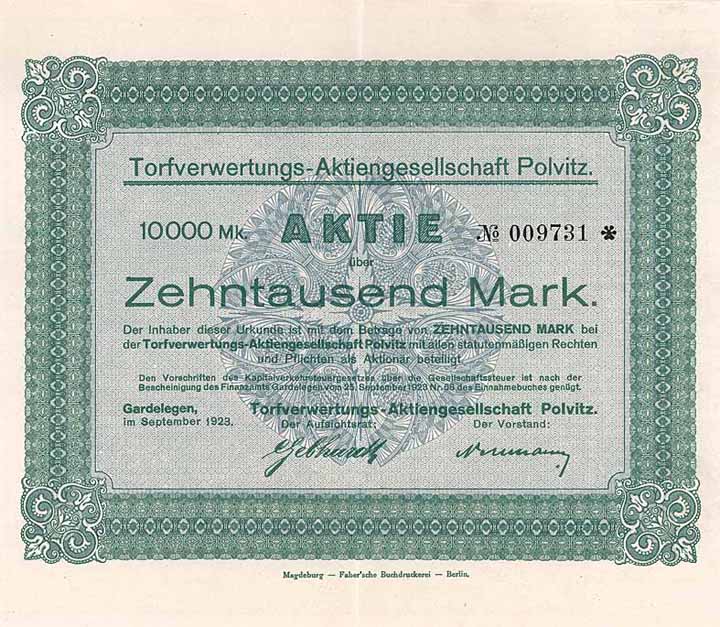 Torfverwertungs-Aktiengesellschaft Polvitz.
10000 Mk. AKTIE № 009731 *
über
Zehntausend Mark.
Der Inhaber dieser Urkunde ist mit dem Betrage von ZEHNTAUSEND MARK bei
der Torfverwertungs-Aktiengesellschaft Polvitz mit allen statutenmäßigen Rechten
und Pflichten als Aktionär beteiligt.
Den Vorschriften des Kapitalverkehrsteuergesetzes über die Gesellschaftsteuer ist nach der
Bescheinigung des Finanzamts Gardelegen vom 25. September 1923 Nr. 68 des Einnahmebuches genügt.
Gardelegen, Torfverwertungs-Aktiengesellschaft Polvitz.
im September 1923. Der Aufsichtsrat: Der Vorstand:
Gebhardt Neumann
Magdeburg — Faber'sche Buchdruckerei — Berlin.